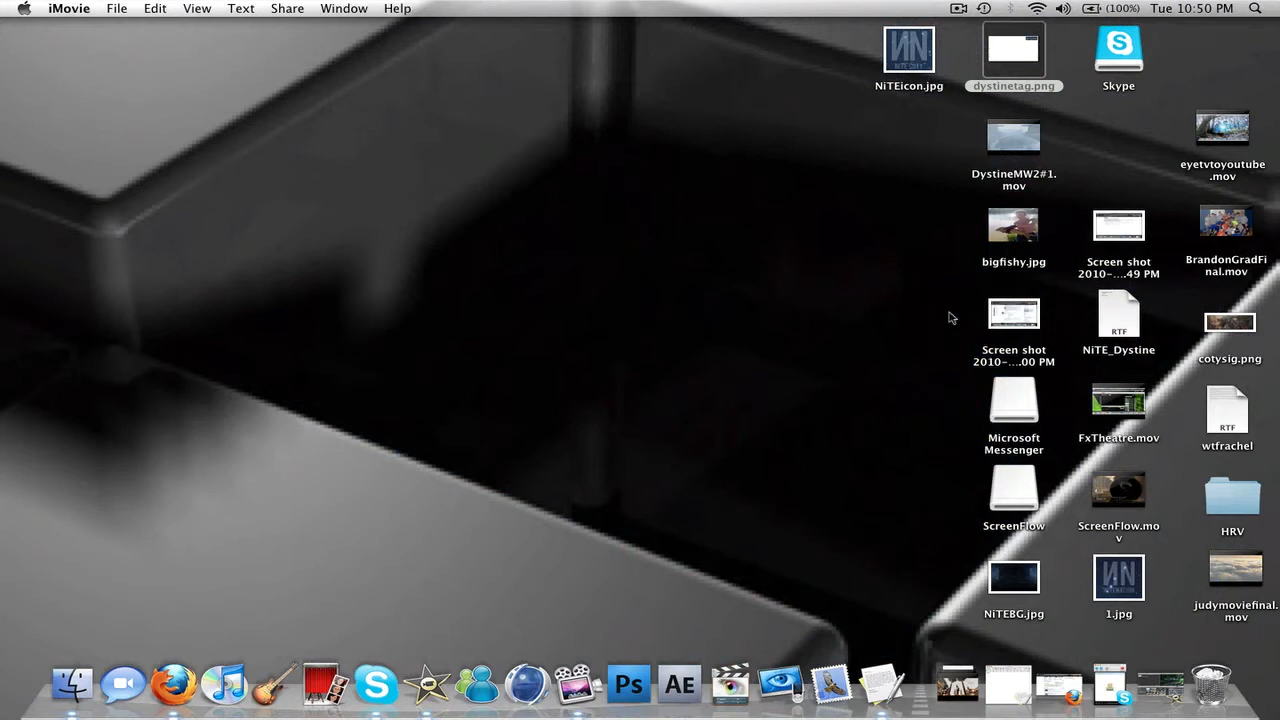 iMovie File Edit View Text Share Window Help (100%) Tue 10:50 PM
NiTEicon.jpg
dystinetag.png
Skype
DystineMW2#1.
mov
eyetvtoyoutube
.mov
bigfishy.jpg
Screen shot
2010-....49 PM
BrandonGradFi
nal.mov
Screen shot
2010-....00 PM
NiTE_Dystine
cotysig.png
Microsoft
Messenger
FxTheatre.mov
wtfrachel
ScreenFlow
ScreenFlow.mo
v
HRV
NiTEBG.jpg
1.jpg
judymoviefinal.
mov
RTF
RTF
Ps
AE